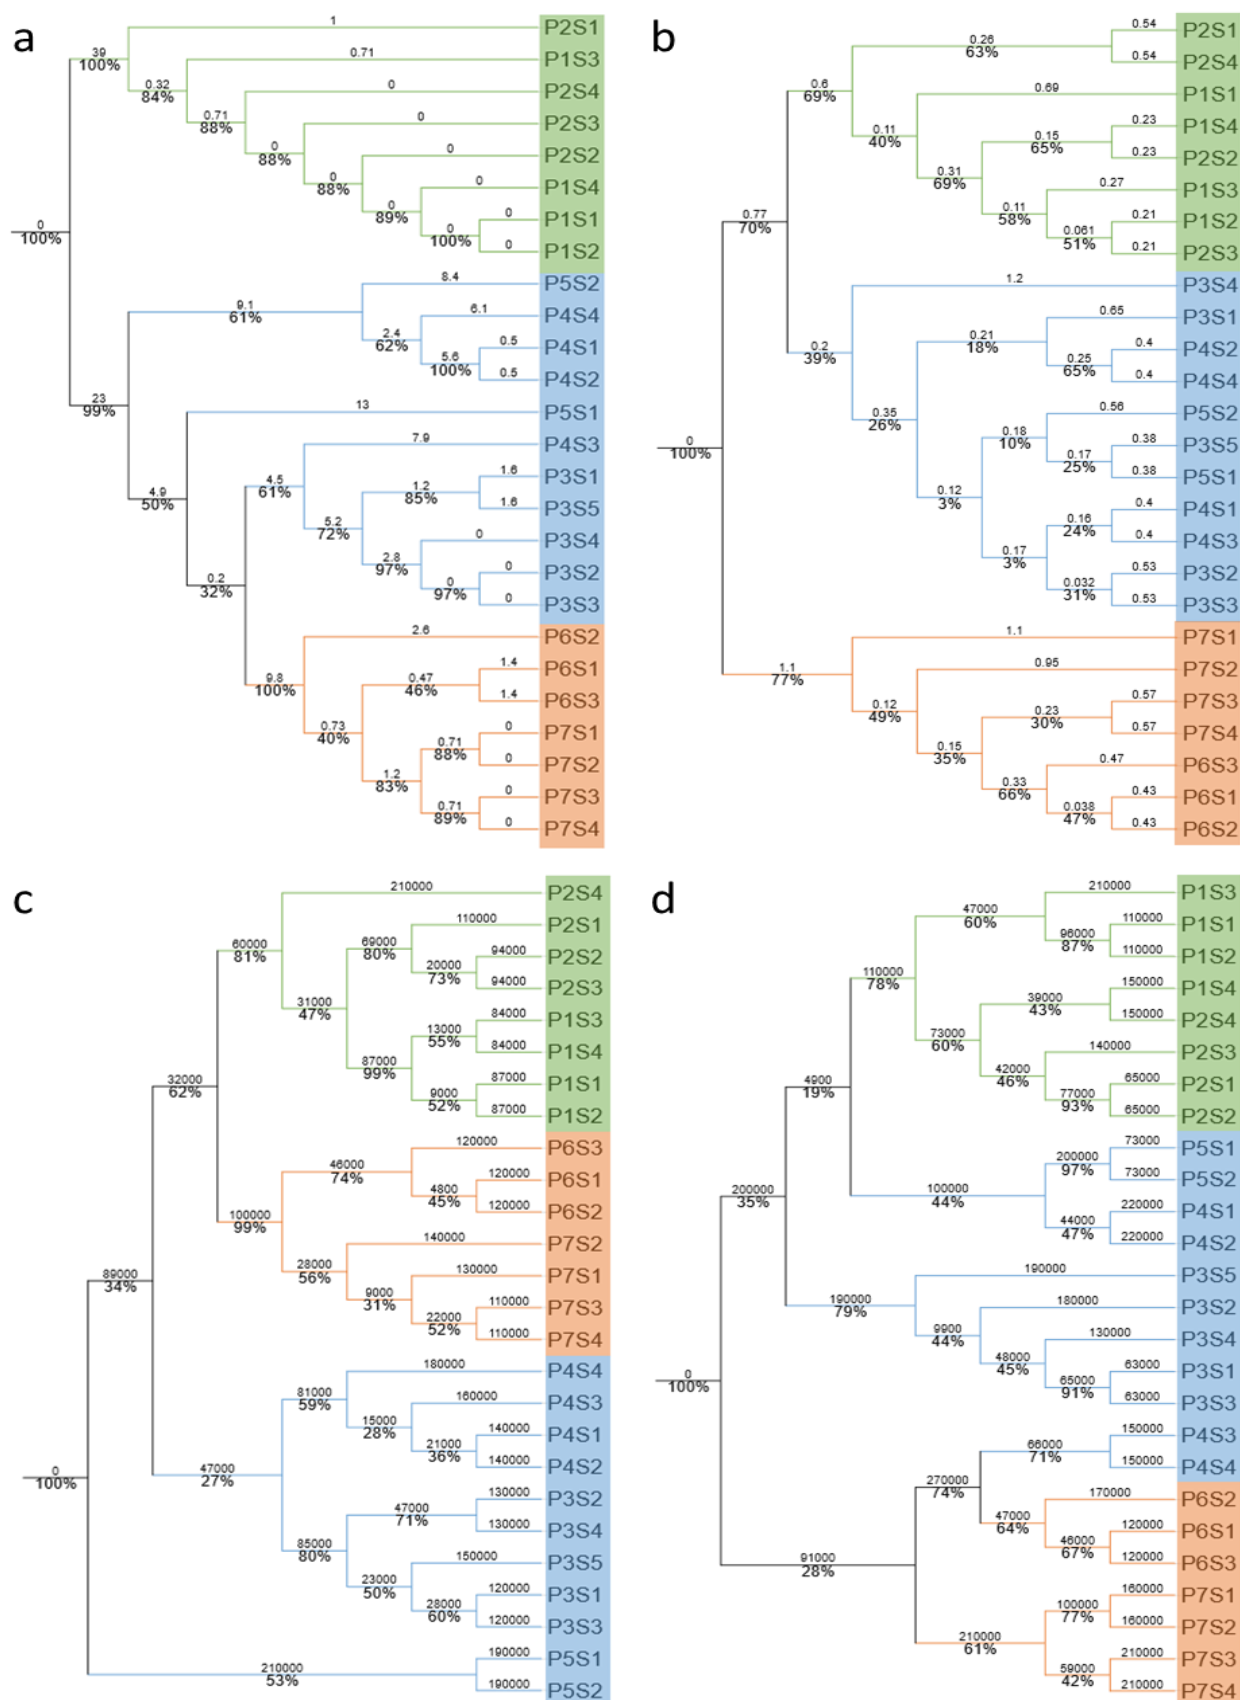 a
1 P2S1
39
100%
0.71 P1S3
0.32
84%
0 P2S4
0.71
88%
0 P2S3
0
88%
0 P2S2
0
88%
0 P1S4
0
89%
0 P1S1
0
100%
0 P1S2
0
100%
8.4 P5S2
9.1
61%
6.1 P4S4
2.4
62%
0.5 P4S1
5.6
100%
0.5 P4S2
23
99%
13 P5S1
7.9 P4S3
4.9
50%
4.5
61%
1.6 P3S1
1.2
85%
1.6 P3S5
5.2
72%
0 P3S4
2.8
97%
0 P3S2
0
97%
0 P3S3
0.2
32%
2.6 P6S2
9.8
100%
1.4 P6S1
0.47
46%
1.4 P6S3
0.73
40%
0 P7S1
0.71
88%
0 P7S2
1.2
83%
0 P7S3
0.71
89%
0 P7S4
b
0.54 P2S1
0.26
63%
0.54 P2S4
0.6
69%
0.69 P1S1
0.11
40%
0.23 P1S4
0.15
65%
0.23 P2S2
0.31
69%
0.27 P1S3
0.11
58%
0.21 P1S2
0.061
51%
0.21 P2S3
0.77
70%
1.2 P3S4
0.2
39%
0.65 P3S1
0.21
18%
0.4 P4S2
0.25
65%
0.4 P4S4
0.35
26%
0.56 P5S2
0.18
10%
0.38 P3S5
0.17
25%
0.38 P5S1
0.12
3%
0.4 P4S1
0.16
24%
0.4 P4S3
0.17
3%
0.53 P3S2
0.032
31%
0.53 P3S3
0
100%
1.1 P7S1
1.1
77%
0.95 P7S2
0.12
49%
0.57 P7S3
0.23
30%
0.57 P7S4
0.15
35%
0.47 P6S3
0.33
66%
0.43 P6S1
0.038
47%
0.43 P6S2
c
210000 P2S4
60000
81%
110000 P2S1
69000
80%
94000 P2S2
20000
73%
94000 P2S3
31000
47%
84000 P1S3
13000
55%
84000 P1S4
87000
99%
87000 P1S1
9000
52%
87000 P1S2
32000
62%
120000 P6S3
46000
74%
120000 P6S1
4800
45%
120000 P6S2
100000
99%
140000 P7S2
28000
56%
130000 P7S1
9000
31%
110000 P7S3
22000
52%
110000 P7S4
89000
34%
180000 P4S4
81000
59%
160000 P4S3
15000
28%
140000 P4S1
21000
36%
140000 P4S2
47000
27%
0
100%
130000 P3S2
47000
71%
130000 P3S4
85000
80%
150000 P3S5
23000
50%
120000 P3S1
28000
60%
120000 P3S3
190000 P5S1
210000
53%
190000 P5S2
d
210000 P1S3
47000
60%
110000 P1S1
96000
87%
110000 P1S2
110000
78%
150000 P1S4
39000
43%
150000 P2S4
73000
60%
140000 P2S3
42000
46%
65000 P2S1
77000
93%
65000 P2S2
4900
19%
73000 P5S1
200000
97%
73000 P5S2
100000
44%
220000 P4S1
44000
47%
220000 P4S2
200000
35%
190000 P3S5
190000
79%
180000 P3S2
9900
44%
130000 P3S4
48000
45%
63000 P3S1
65000
91%
63000 P3S3
0
100%
150000 P4S3
66000
71%
150000 P4S4
270000
74%
170000 P6S2
47000
64%
120000 P6S1
46000
67%
120000 P6S3
91000
28%
160000 P7S1
100000
77%
160000 P7S2
210000
61%
210000 P7S3
59000
42%
210000 P7S4